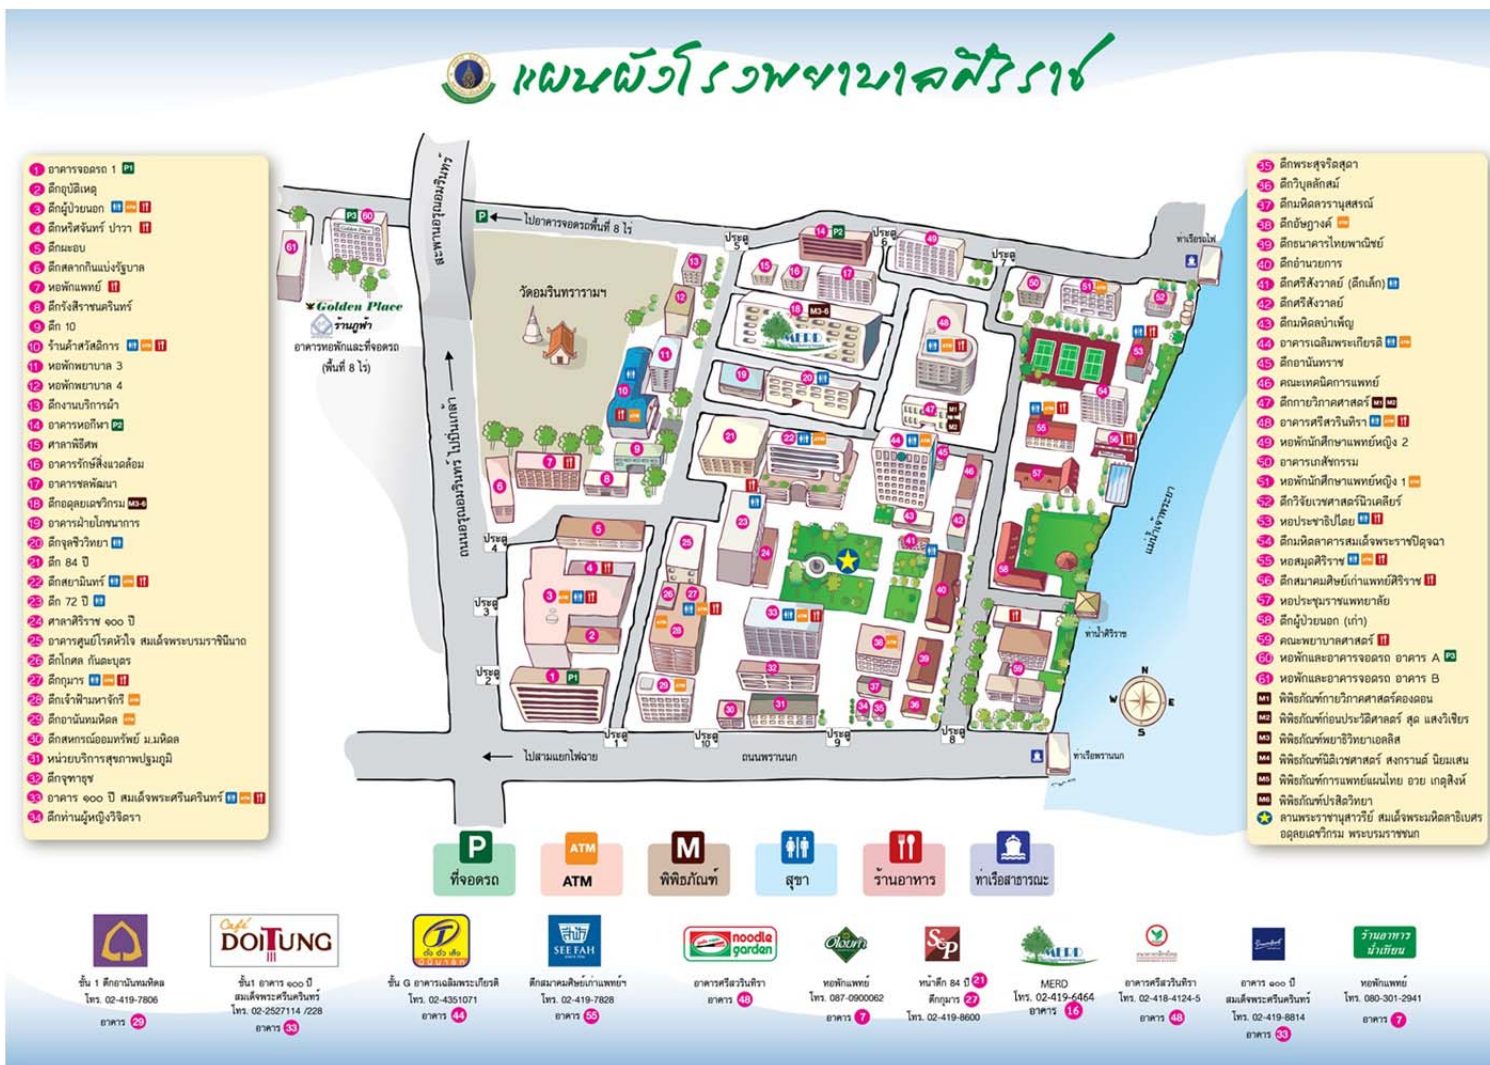 แผนผังโรงพยาบาลศิริราช
1 อาคารจอดรถ 1 P1
2 ตึกอุบัติเหตุ
3 ตึกผู้ป่วยนอก ATM
4 ตึกหริศจันทร์ ปาวา
5 ตึกผะอบ
6 ตึกสลากกินแบ่งรัฐบาล
7 หอพักแพทย์
8 ตึกรังสีราชนครินทร์
9 ตึก 10
10 ร้านค้าสวัสดิการ ATM
11 หอพักพยาบาล 3
12 หอพักพยาบาล 4
13 ตึกงานบริการผ้า
14 อาคารหอกีฬา P2
15 ศาลาพิธีศพ
16 อาคารรักษ์สิ่งแวดล้อม
17 อาคารชลพัฒนา
18 ตึกอดุลยเดชวิกรม M3-6
19 อาคารฝ่ายโภชนาการ
20 ตึกจุลชีววิทยา
21 ตึก 84 ปี
22 ตึกสยามินทร์ ATM
23 ตึก 72 ปี
24 ศาลาศิริราช ๑๐๐ ปี
25 อาคารศูนย์โรคหัวใจ สมเด็จพระบรมราชินีนาถ
26 ตึกโกศล กันตะบุตร
27 ตึกกุมาร ATM
28 ตึกเจ้าฟ้ามหาจักรี ATM
29 ตึกอานันทมหิดล ATM
30 ตึกสหกรณ์ออมทรัพย์ ม.มหิดล
31 หน่วยบริการสุขภาพปฐมภูมิ
32 ตึกจุฑาธุช
33 อาคาร ๑๐๐ ปี สมเด็จพระศรีนครินทร์ ATM
34 ตึกท่านผู้หญิงวิจิตรา
สะพานอรุณอมรินทร์
P ไปอาคารจอดรถพื้นที่ 8 ไร่
P3 60
Golden Place
61
Golden Place
ร้านภูฟ้า
อาคารหอพักและที่จอดรถ
(พื้นที่ 8 ไร่)
วัดอมรินทรารามฯ
ถนนอรุณอมรินทร์ ไปปิ่นเกล้า
ประตู 5
ประตู 6
ประตู 7
ท่าเรือรถไฟ
MERD
แม่น้ำเจ้าพระยา
ท่าน้ำศิริราช
ประตู 4
ประตู 3
ประตู 2
ประตู 1
ประตู 10
ประตู 9
ประตู 8
N
W E
S
ไปสามแยกไฟฉาย
ถนนพรานนก
ท่าเรือพรานนก
35 ตึกพระสุจริตสุดา
36 ตึกวิบุลลักสม์
37 ตึกมหิดลวรานุสสรณ์
38 ตึกอัษฎางค์ ATM
39 ตึกธนาคารไทยพาณิชย์
40 ตึกอำนวยการ
41 ตึกศรีสังวาลย์ (ตึกเล็ก)
42 ตึกศรีสังวาลย์
43 ตึกมหิดลบำเพ็ญ
44 อาคารเฉลิมพระเกียรติ ATM
45 ตึกอานันทราช
46 คณะเทคนิคการแพทย์
47 ตึกกายวิภาคศาสตร์ M1 M2
48 อาคารศรีสวรินทิรา ATM
49 หอพักนักศึกษาแพทย์หญิง 2
50 อาคารเภสัชกรรม
51 หอพักนักศึกษาแพทย์หญิง 1 ATM
52 ตึกวิจัยเวชศาสตร์นิวเคลียร์
53 หอประชาธิปไตย
54 ตึกมหิดลาคารสมเด็จพระราชปิตุจฉา
55 หอสมุดศิริราช ATM
56 ตึกสมาคมศิษย์เก่าแพทย์ศิริราช
57 หอประชุมราชแพทยาลัย
58 ตึกผู้ป่วยนอก (เก่า)
59 คณะพยาบาลศาสตร์
60 หอพักและอาคารจอดรถ อาคาร A P3
61 หอพักและอาคารจอดรถ อาคาร B
M1 พิพิธภัณฑ์กายวิภาคศาสตร์คองดอน
M2 พิพิธภัณฑ์ก่อนประวัติศาสตร์ สุด แสงวิเชียร
M3 พิพิธภัณฑ์พยาธิวิทยาเอลลิส
M4 พิพิธภัณฑ์นิติเวชศาสตร์ สงกรานต์ นิยมเสน
M5 พิพิธภัณฑ์การแพทย์แผนไทย อวย เกตุสิงห์
M6 พิพิธภัณฑ์ปรสิตวิทยา
ลานพระราชานุสาวรีย์ สมเด็จพระมหิตลาธิเบศร
อดุลยเดชวิกรม พระบรมราชชนก
P ATM M
ที่จอดรถ ATM พิพิธภัณฑ์ สุขา ร้านอาหาร ท่าเรือสาธารณะ
ชั้น 1 ตึกอานันทมหิดล
โทร. 02-419-7806
อาคาร 29
Café
DOITUNG
ชั้น1 อาคาร ๑๐๐ ปี
สมเด็จพระศรีนครินทร์
โทร. 02-2527114 /228
อาคาร 33
ตั้ง ฮั่ว เส็ง
มินิมาร์ท
ชั้น G อาคารเฉลิมพระเกียรติ
โทร. 02-4351071
อาคาร 44
SEE FAH
ตึกสมาคมศิษย์เก่าแพทย์ฯ
โทร. 02-419-7828
อาคาร 55
noodle
garden
อาคารศรีสวรินทิรา
อาคาร 48
หอพักแพทย์
โทร. 087-0900062
อาคาร 7
S&P
หน้าตึก 84 ปี 21
ตึกกุมาร 27
โทร. 02-419-8600
MERD
MERD
โทร. 02-419-6464
อาคาร 16
ธนาคารกสิกรไทย
อาคารศรีสวรินทิรา
โทร. 02-418-4124-5
อาคาร 48
อาคาร ๑๐๐ ปี
สมเด็จพระศรีนครินทร์
โทร. 02-419-8814
อาคาร 33
ร้านอาหาร
น่ำเทียน
หอพักแพทย์
โทร. 080-301-2941
อาคาร 7